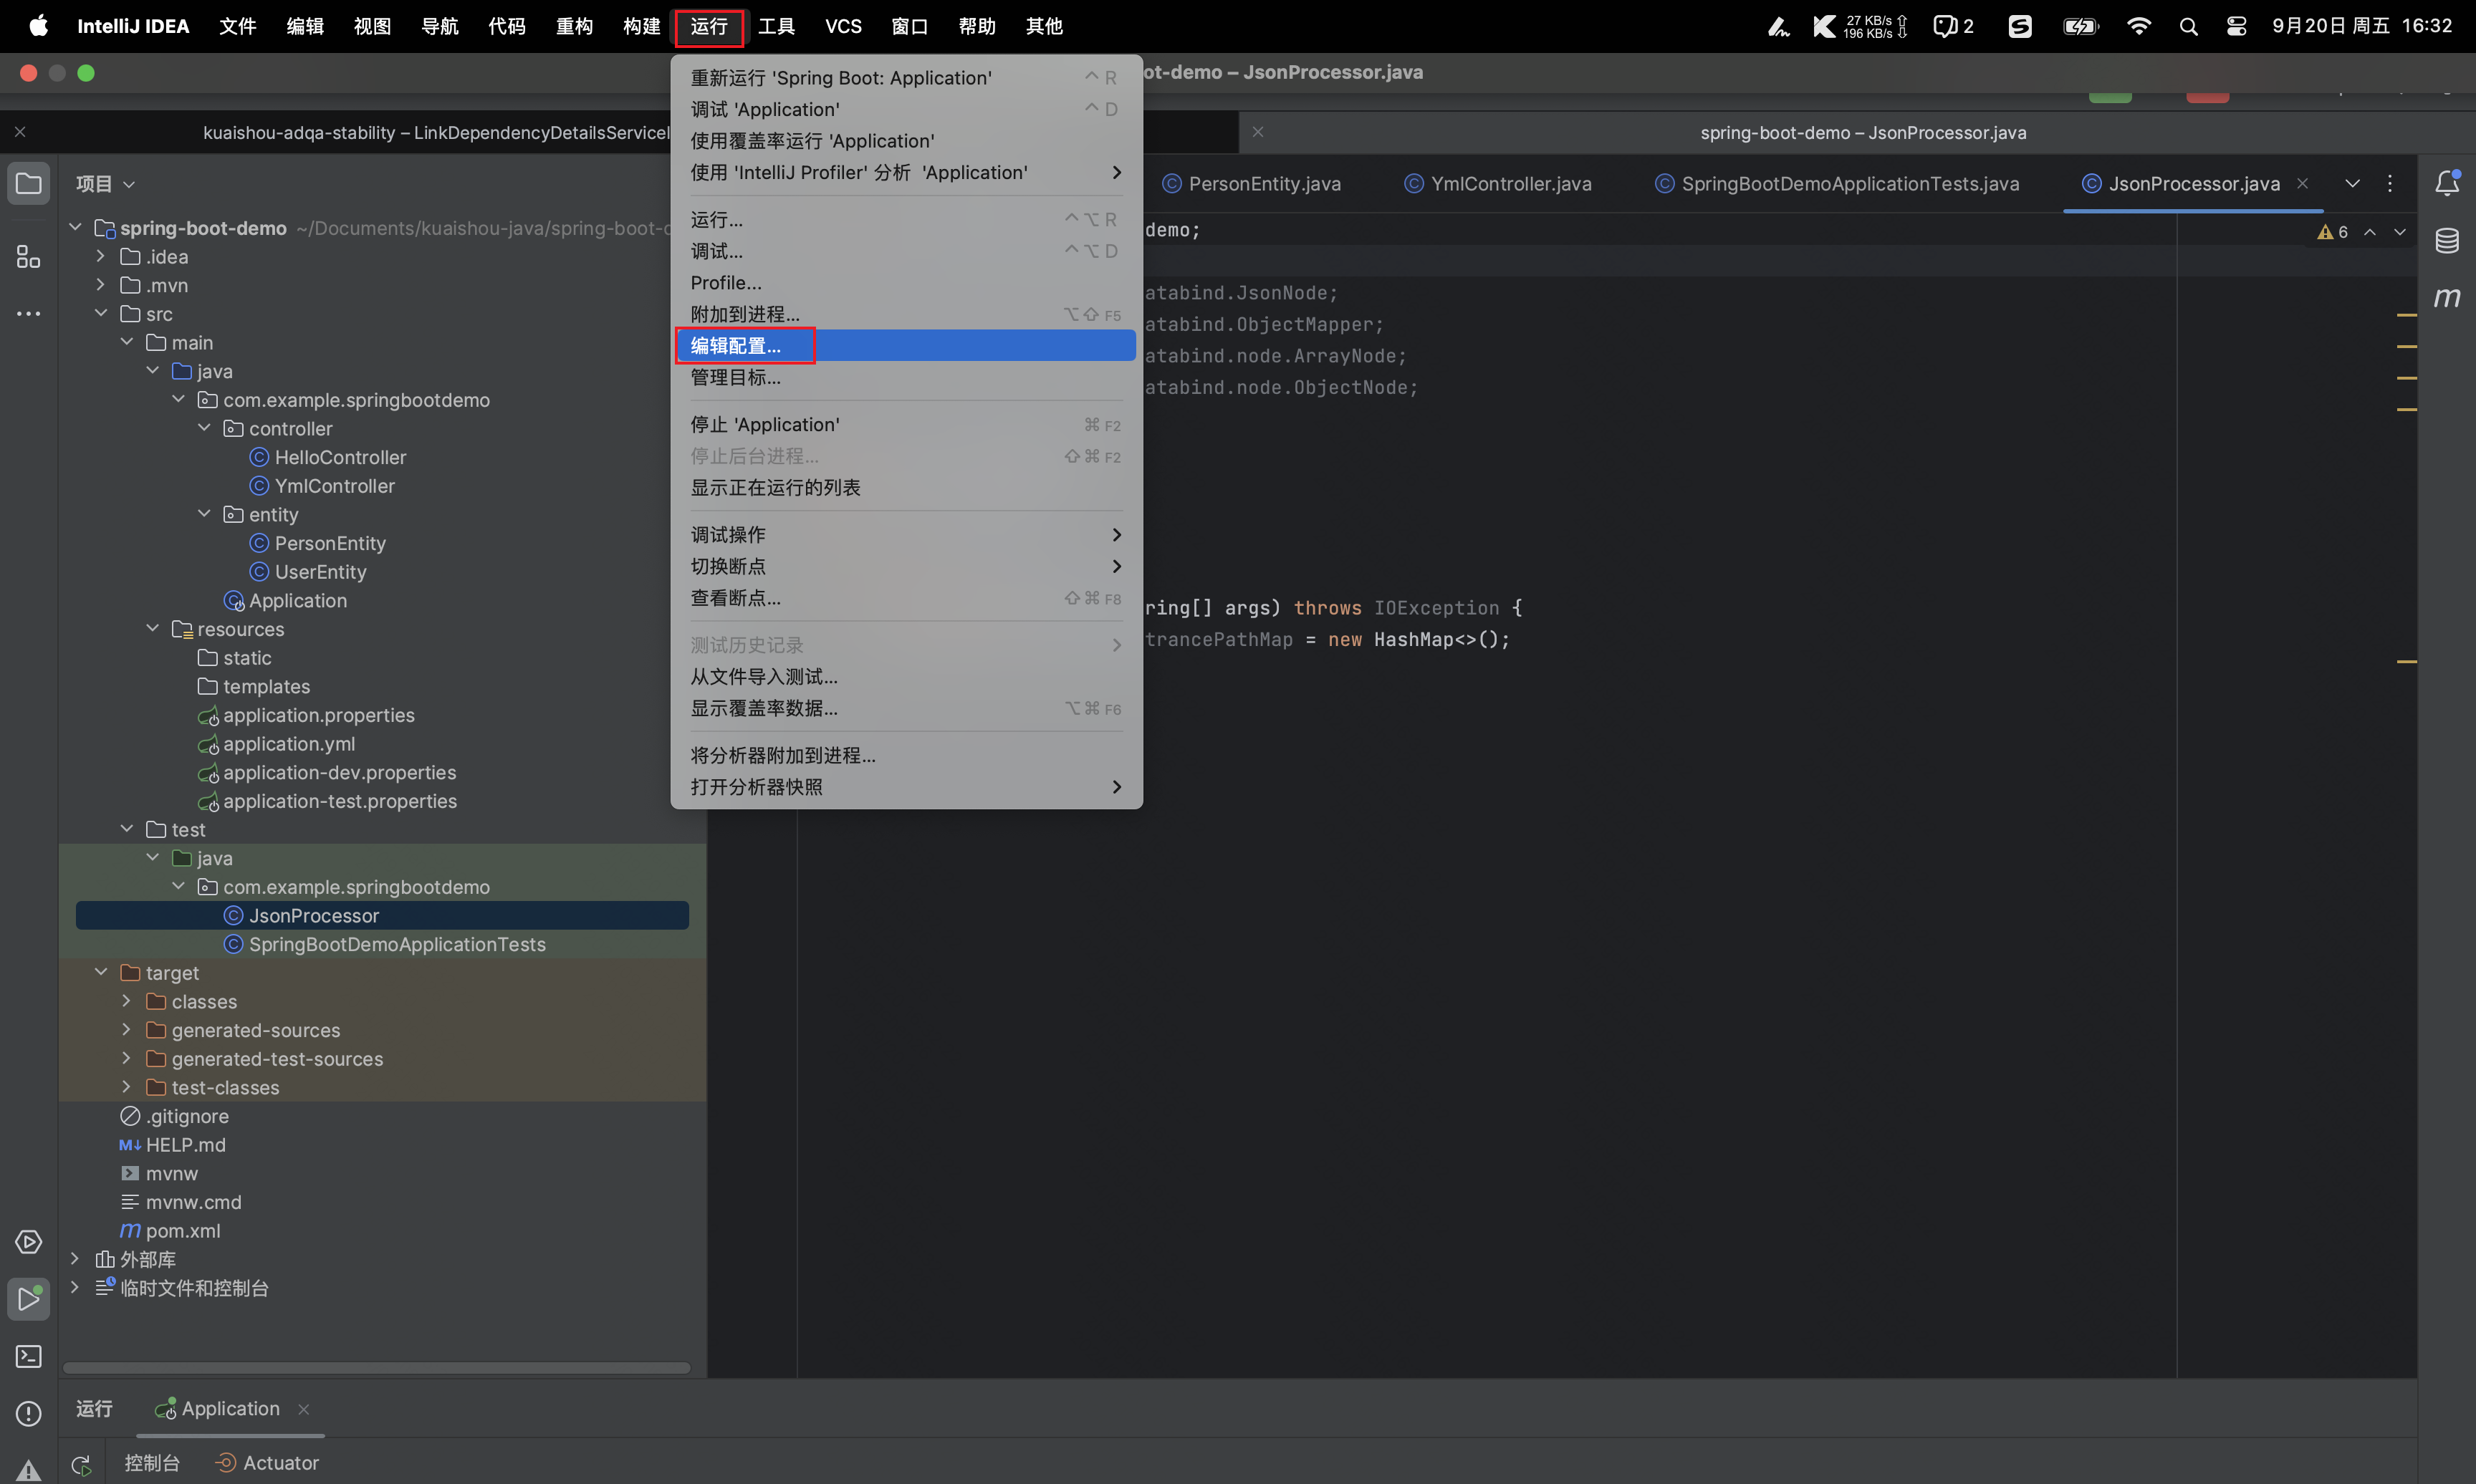 IntelliJ IDEA 文件 编辑 视图 导航 代码 重构 构建 运行 工具 VCS 窗口 帮助 其他
27 KB/s
196 KB/s
2
9月20日 周五 16:32
ot-demo – JsonProcessor.java
kuaishou-adqa-stability – LinkDependencyDetailsServiceI
spring-boot-demo – JsonProcessor.java
项目
spring-boot-demo ~/Documents/kuaishou-java/spring-boot-d
.idea
.mvn
src
main
java
com.example.springbootdemo
controller
HelloController
YmlController
entity
PersonEntity
UserEntity
Application
resources
static
templates
application.properties
application.yml
application-dev.properties
application-test.properties
test
java
com.example.springbootdemo
JsonProcessor
SpringBootDemoApplicationTests
target
classes
generated-sources
generated-test-sources
test-classes
.gitignore
M↓ HELP.md
mvnw
mvnw.cmd
m pom.xml
外部库
临时文件和控制台
重新运行 'Spring Boot: Application' ^ R
调试 'Application' ^ D
使用覆盖率运行 'Application'
使用 'IntelliJ Profiler' 分析 'Application'
运行... ^⌥ R
调试... ^⌥ D
Profile...
附加到进程... ⌥⇧ F5
编辑配置...
管理目标...
停止 'Application' ⌘ F2
停止后台进程... ⇧⌘ F2
显示正在运行的列表
调试操作
切换断点
查看断点... ⇧⌘ F8
测试历史记录
从文件导入测试...
显示覆盖率数据... ⌥⌘ F6
将分析器附加到进程...
打开分析器快照
PersonEntity.java YmlController.java SpringBootDemoApplicationTests.java JsonProcessor.java
6
demo;
atabind.JsonNode;
atabind.ObjectMapper;
atabind.node.ArrayNode;
atabind.node.ObjectNode;
ring[] args) throws IOException {
trancePathMap = new HashMap<>();
m
运行 Application
控制台 Actuator